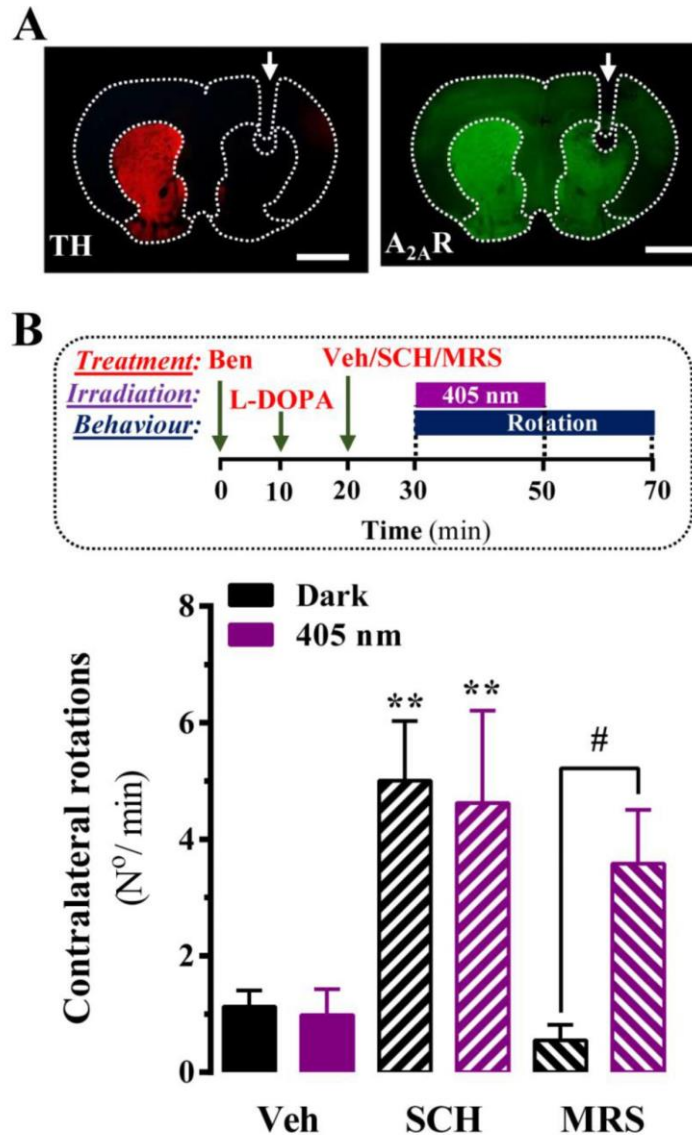 A
TH
A2AR
B
Treatment: Ben Veh/SCH/MRS
Irradiation: L-DOPA 405 nm
Behaviour: Rotation
0 10 20 30 50 70
Time (min)
Dark
405 nm
Contralateral rotations
(Nº/ min)
8
6
4
2
0
** **
#
Veh SCH MRS